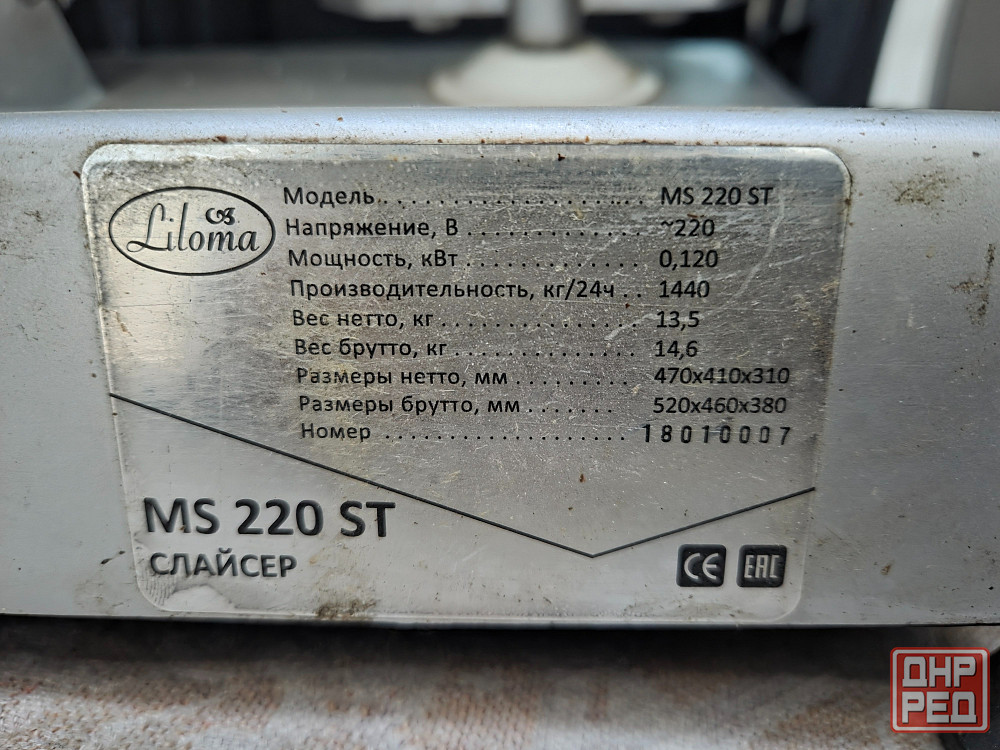 Liloma
Модель.. . . . . . . . . . . . . . . . . . . . . . . . MS 220 ST
Напряжение, В . . . . . . . . . . . . . . . ~220
Мощность, кВт . . . . . . . . . . . . . . . 0,120
Производительность, кг/24ч . . 1440
Вес нетто, кг . . . . . . . . . . . . . . . . . 13,5
Вес брутто, кг . . . . . . . . . . . . . . . 14,6
Размеры нетто, мм . . . . . . . . . 470x410x310
Размеры брутто, мм . . . . . . . 520x460x380
Номер . . . . . . . . . . . . . . . . . . . . . 18010007
MS 220 ST
СЛАЙСЕР
CE EAC
ДНР
РЕД